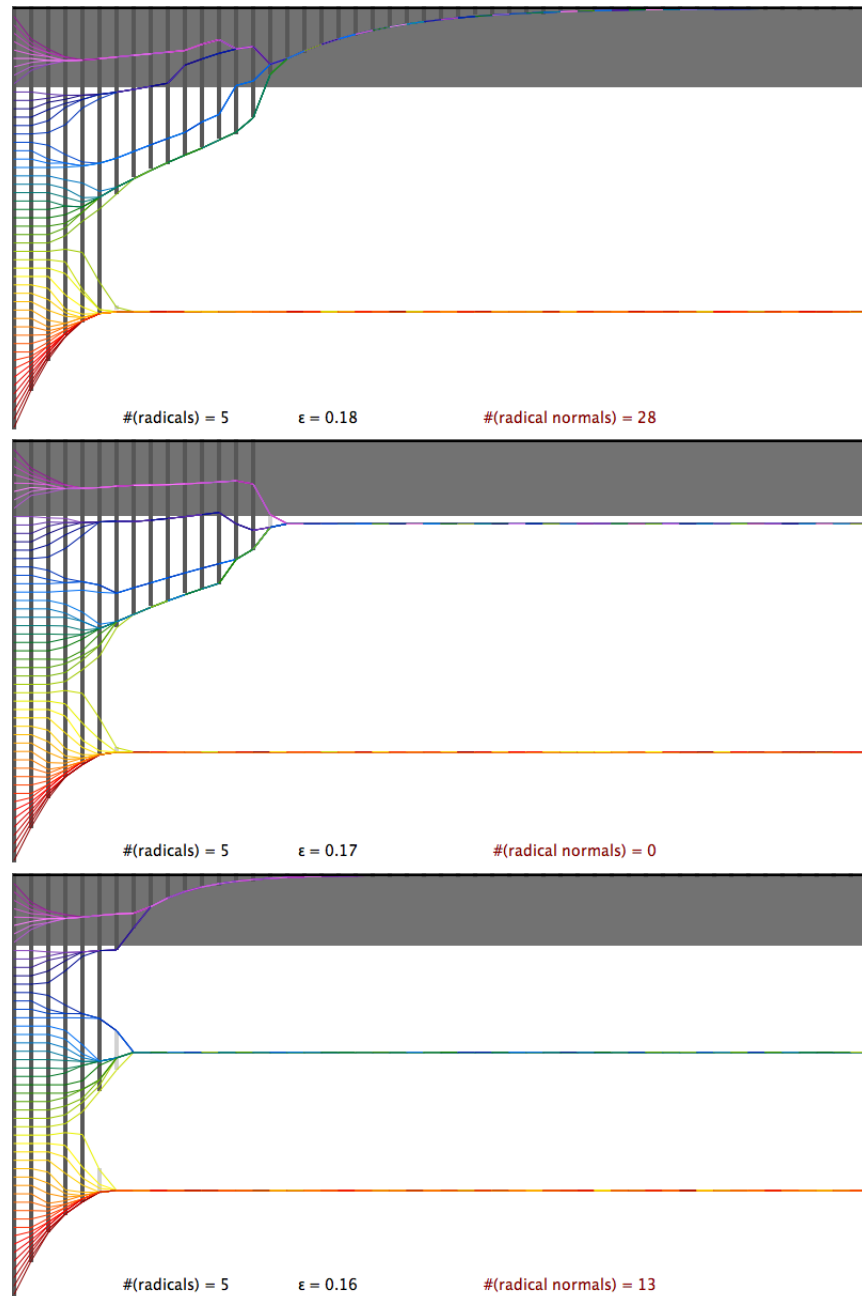 #(radicals) = 5 ε = 0.18 #(radical normals) = 28
#(radicals) = 5 ε = 0.17 #(radical normals) = 0
#(radicals) = 5 ε = 0.16 #(radical normals) = 13